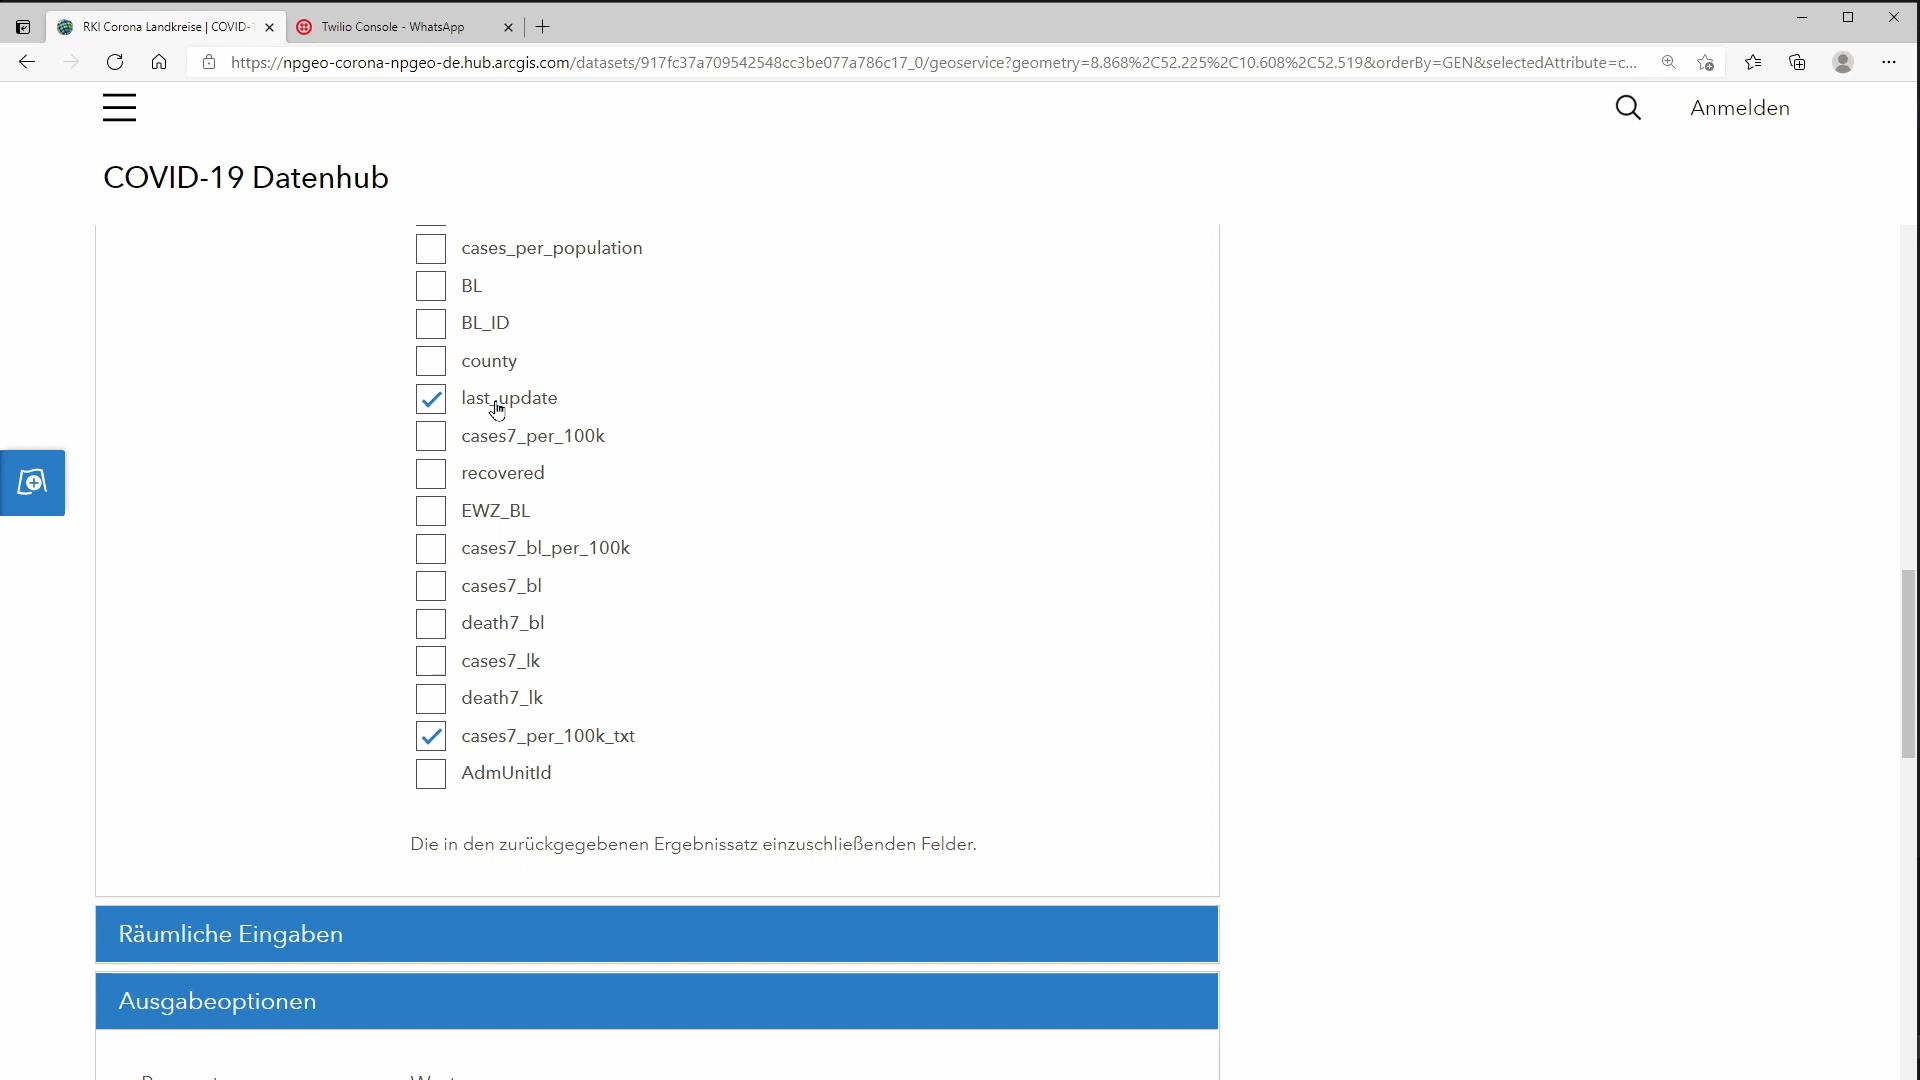 RKI Corona Landkreise | COVID-
Twilio Console - WhatsApp
https://npgeo-corona-npgeo-de.hub.arcgis.com/datasets/917fc37a709542548cc3be077a786c17_0/geoservice?geometry=8.868%2C52.225%2C10.608%2C52.519&orderBy=GEN&selectedAttribute=c...
Anmelden
COVID-19 Datenhub
cases_per_population
BL
BL_ID
county
last_update
cases7_per_100k
recovered
EWZ_BL
cases7_bl_per_100k
cases7_bl
death7_bl
cases7_lk
death7_lk
cases7_per_100k_txt
AdmUnitId
Die in den zurückgegebenen Ergebnissatz einzuschließenden Felder.
Räumliche Eingaben
Ausgabeoptionen